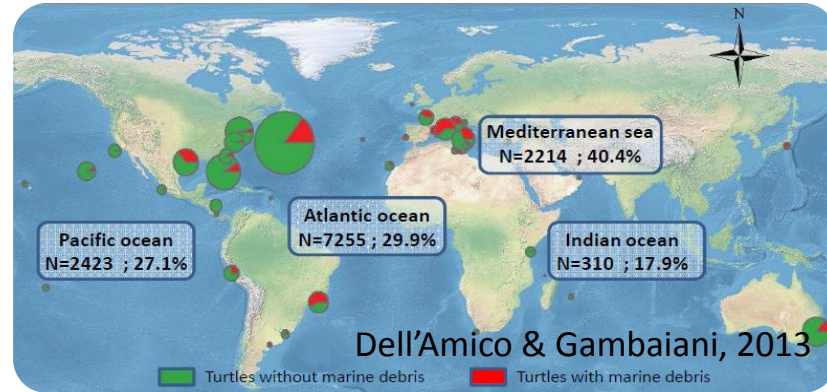 N
Mediterranean sea
N=2214 ; 40.4%
Atlantic ocean
N=7255 ; 29.9%
Pacific ocean
N=2423 ; 27.1%
Indian ocean
N=310 ; 17.9%
Dell'Amico & Gambaiani, 2013
Turtles without marine debris
Turtles with marine debris